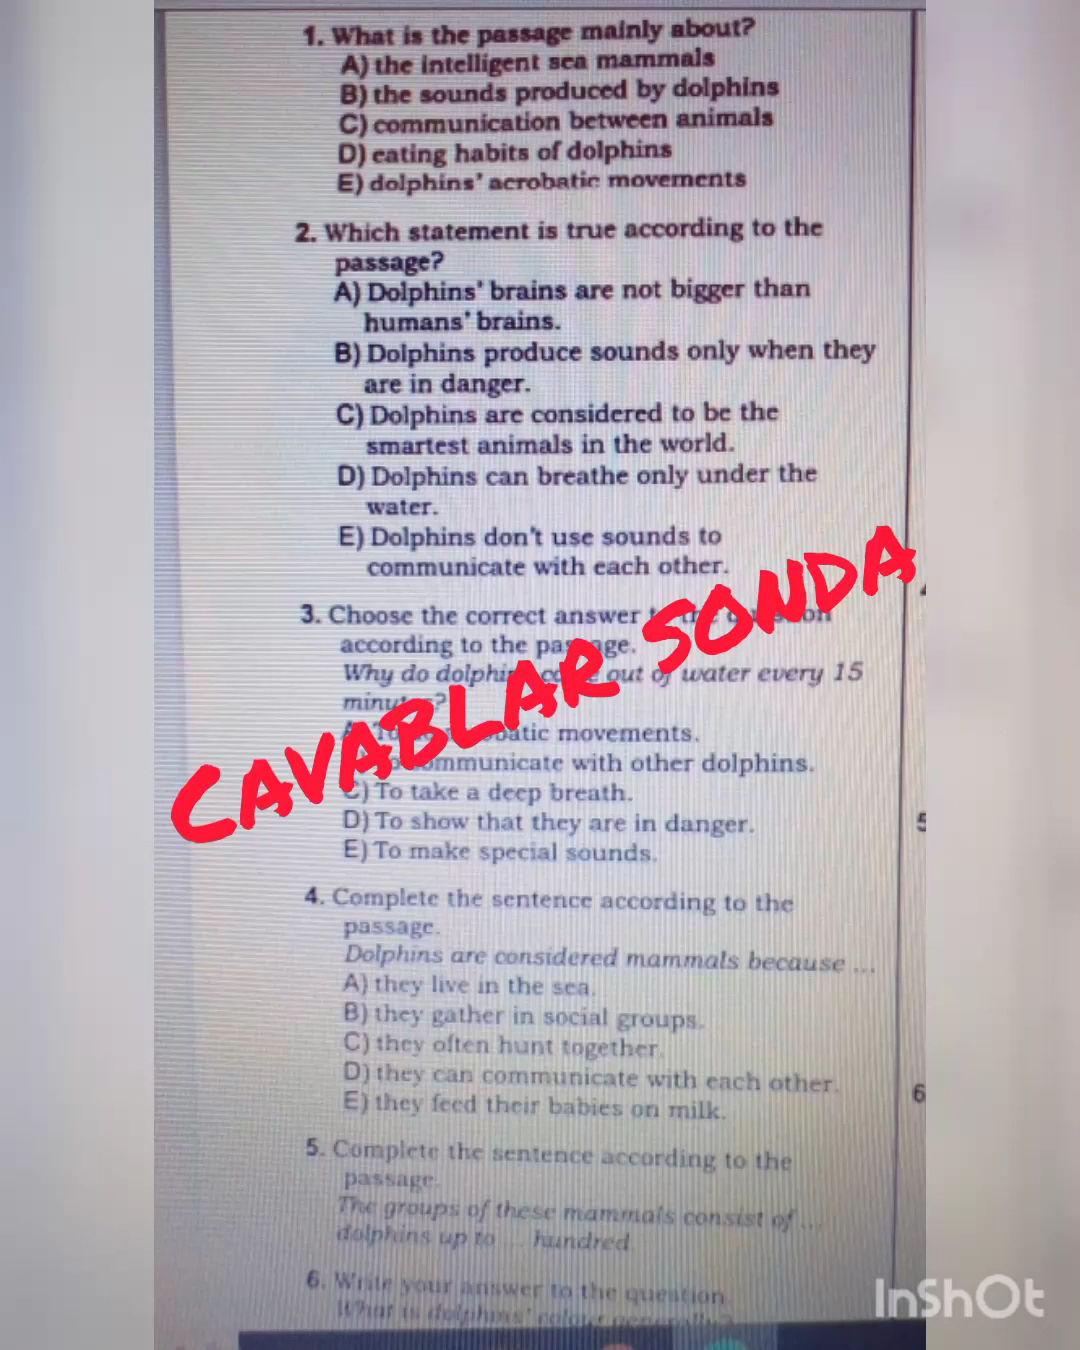 1. What is the passage mainly about?
A) the intelligent sea mammals
B) the sounds produced by dolphins
C) communication between animals
D) eating habits of dolphins
E) dolphins' acrobatic movements
2. Which statement is true according to the
passage?
A) Dolphins' brains are not bigger than
humans' brains.
B) Dolphins produce sounds only when they
are in danger.
C) Dolphins are considered to be the
smartest animals in the world.
D) Dolphins can breathe only under the
water.
E) Dolphins don't use sounds to
communicate with each other.
3. Choose the correct answer
according to the
Why do out of water every 15
movements.
communicate with other dolphins.
C) To take a deep breath.
D) To show that they are in danger.
E) To make special sounds.
CAVABLAR SONDA
4. Complete the sentence according to the
passage.
Dolphins are considered mammals because ...
A) they live in the sea.
B) they gather in social groups.
C) they often hunt together.
D) they can communicate with each other.
E) they feed their babies on milk.
5. Complete the sentence according to the
passage.
The groups of these mammals consist of ...
dolphins up to ... hundred
6. Write your answer to the question
What is dolphins' colour generally?
5
6
InShOt